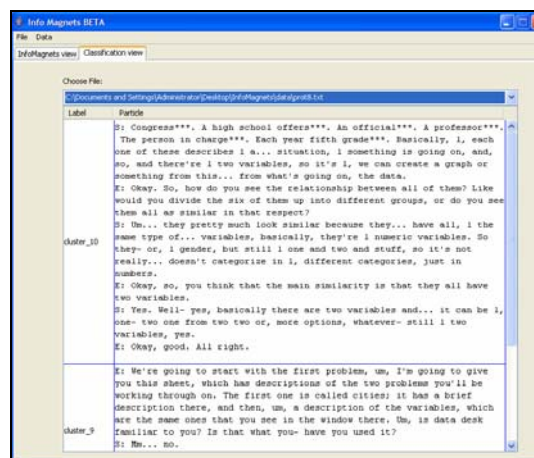 Info Magnets BETA
File Data
InfoMagnets view Classification view
Choose File:
C:\Documents and Settings\Administrator\Desktop\InfoMagnets\data\prot8.txt
Label Particle
S: Congress***. A high school offers***. An official***. A professor***.
The person in charge***. Each year fifth grade***. Basically, l, each
one of these describes l a... situation, l something is going on, and,
so, and there're l two variables, so it's l, we can create a graph or
something from this... from what's going on, the data.
E: Okay. So, how do you see the relationship between all of them? Like
would you divide the six of them up into different groups, or do you see
them all as similar in that respect?
S: Um... they pretty much look similar because they... have all, l the
same type of... variables, basically, they're l numeric variables. So
cluster_10
they- or, l gender, but still l one and two and stuff, so it's not
really... doesn't categorize in l, different categories, just in
numbers.
E: Okay, so, you think that the main similarity is that they all have
two variables.
S: Yes. Well- yes, basically there are two variables and... it can be l,
one- two one from two two or, more options, whatever- still l two
variables, yes.
E: Okay, good. All right.
E: We're going to start with the first problem, um, I'm going to give
you this sheet, which has descriptions of the two problems you'll be
working through on. The first one is called cities; it has a brief
description there, and then, um, a description of the variables, which
are the same ones that you see in the window there. Um, is data desk
cluster_9
familiar to you? Is that what you- have you used it?
S: Mm... no.